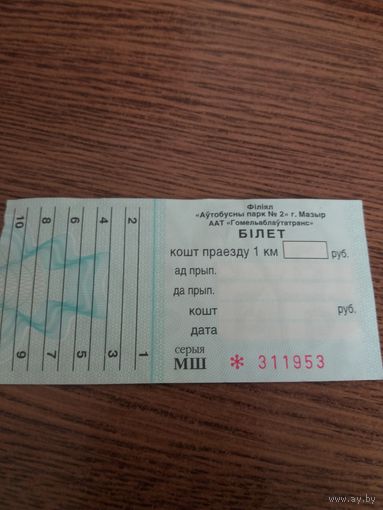 Філіял
«Аўтобусны парк № 2» г. Мазыр
ААТ "Гомельаблаўтатранс"
БІЛЕТ
кошт праезду 1 км руб.
ад прып.
да прып.
кошт руб.
дата
серыя
МШ * 311953
10 8 6 4 2
9 7 5 3 1
www.ay.by